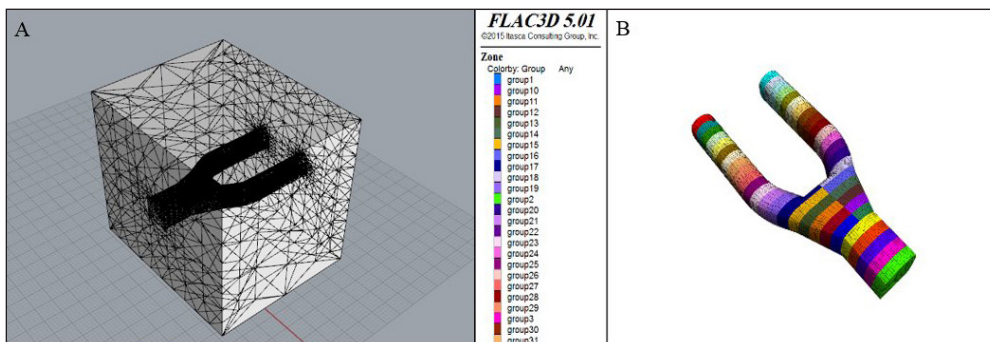 A
FLAC3D 5.01
©2015 Itasca Consulting Group, Inc.
Zone
Colorby: Group Any
group1
group10
group11
group12
group13
group14
group15
group16
group17
group18
group19
group2
group20
group21
group22
group23
group24
group25
group26
group27
group28
group29
group3
group30
group31
B